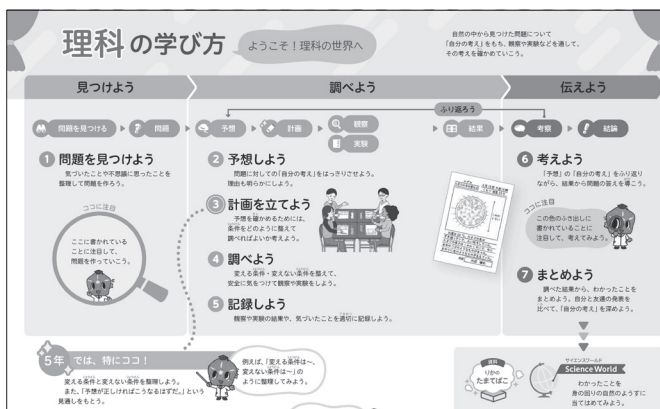 理科の学び方
ようこそ！理科の世界へ
自然の中から見つけた問題について
「自分の考え」をもち、観察や実験などを通して、
その考えを確かめていこう。
見つけよう
調べよう
伝えよう
ふり返ろう
問題を見つける
問題
予想
計画
観察
実験
結果
考察
結論
1 問題を見つけよう
気づいたことや不思議に思ったことを
整理して問題を作ろう。
ココに注目
ここに書かれている
ことに注目して、
問題を作っていこう。
2 予想しよう
問題に対しての「自分の考え」をはっきりさせよう。
理由も明らかにしよう。
3 計画を立てよう
予想を確かめるためには、
条件をどのように整えて
調べればよいか考えよう。
4 調べよう
変える条件・変えない条件を整えて、
安全に気をつけて観察や実験をしよう。
5 記録しよう
観察や実験の結果や、気づいたことを適切に記録しよう。
6 考えよう
「予想」の「自分の考え」をふり返り
ながら、結果から問題の答えを導こう。
ココに注目
この色のふき出しに
書かれていることに
注目して、考えてみよう。
7 まとめよう
調べた結果から、わかったことを
まとめよう。自分と友達の発表を
比べて、「自分の考え」を深めよう。
5年 では、特にココ！
変える条件と変えない条件を整理しよう。
また、「予想が正しければこうなるはずだ。」という
見通しをもとう。
例えば、「変える条件は〜、
変えない条件は〜」の
ように整理してみよう。
資料
りかの
たまてばこ
サイエンスワールド
Science World
わかったことを
身の回りの自然のようすに
当てはめてみよう。